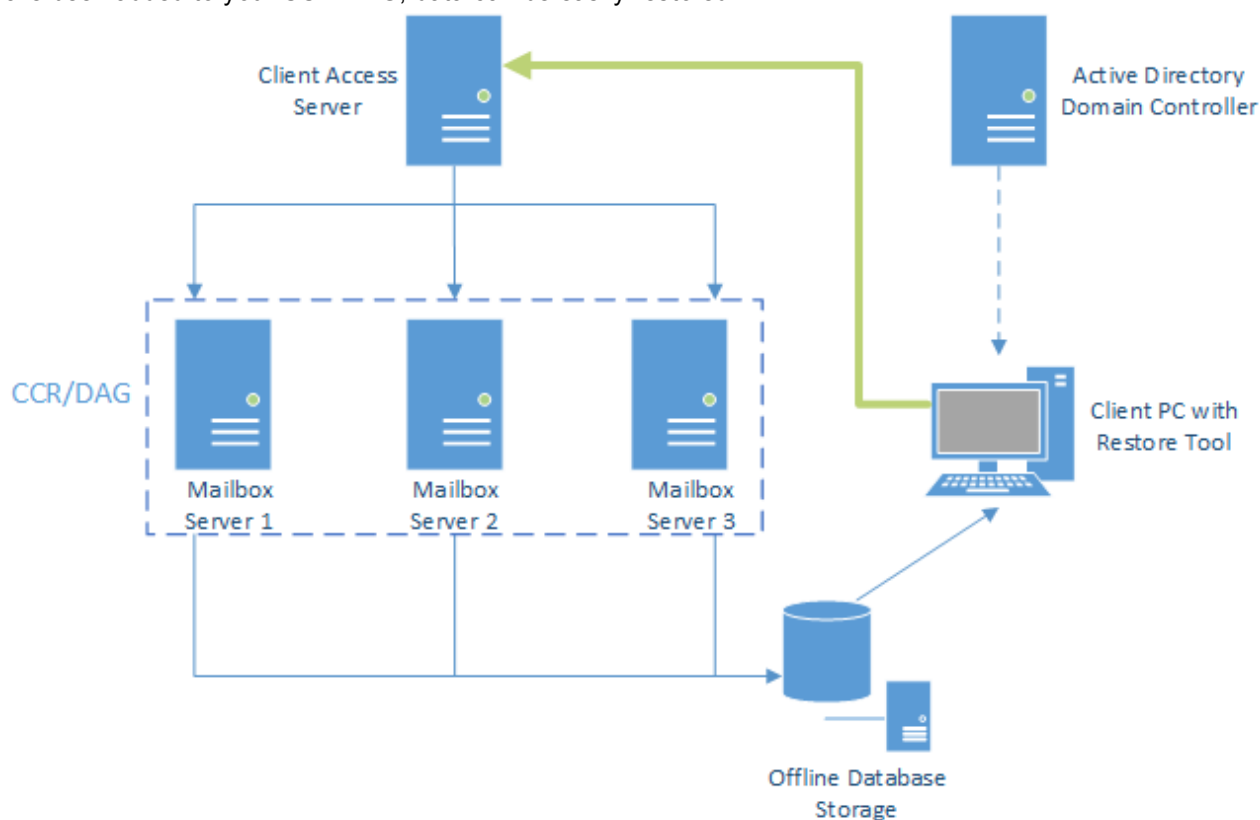 Client Access
Server
Active Directory
Domain Controller
CCR/DAG
Mailbox
Server 1
Mailbox
Server 2
Mailbox
Server 3
Client PC with
Restore Tool
Offline Database
Storage